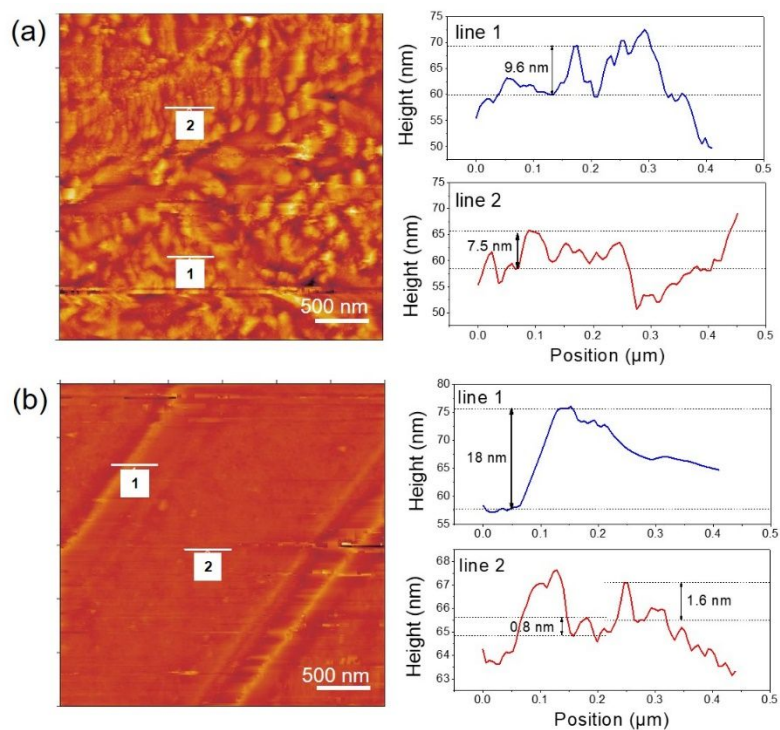 (a)
2
1
500 nm
line 1
9.6 nm
Height (nm)
75
70
65
60
55
50
0.0 0.1 0.2 0.3 0.4 0.5
line 2
7.5 nm
Height (nm)
70
65
60
55
50
0.0 0.1 0.2 0.3 0.4 0.5
Position (µm)
(b)
1
2
500 nm
line 1
18 nm
Height (nm)
80
75
70
65
60
55
0.0 0.1 0.2 0.3 0.4 0.5
line 2
0.8 nm
1.6 nm
Height (nm)
68
67
66
65
64
63
0.0 0.1 0.2 0.3 0.4 0.5
Position (µm)